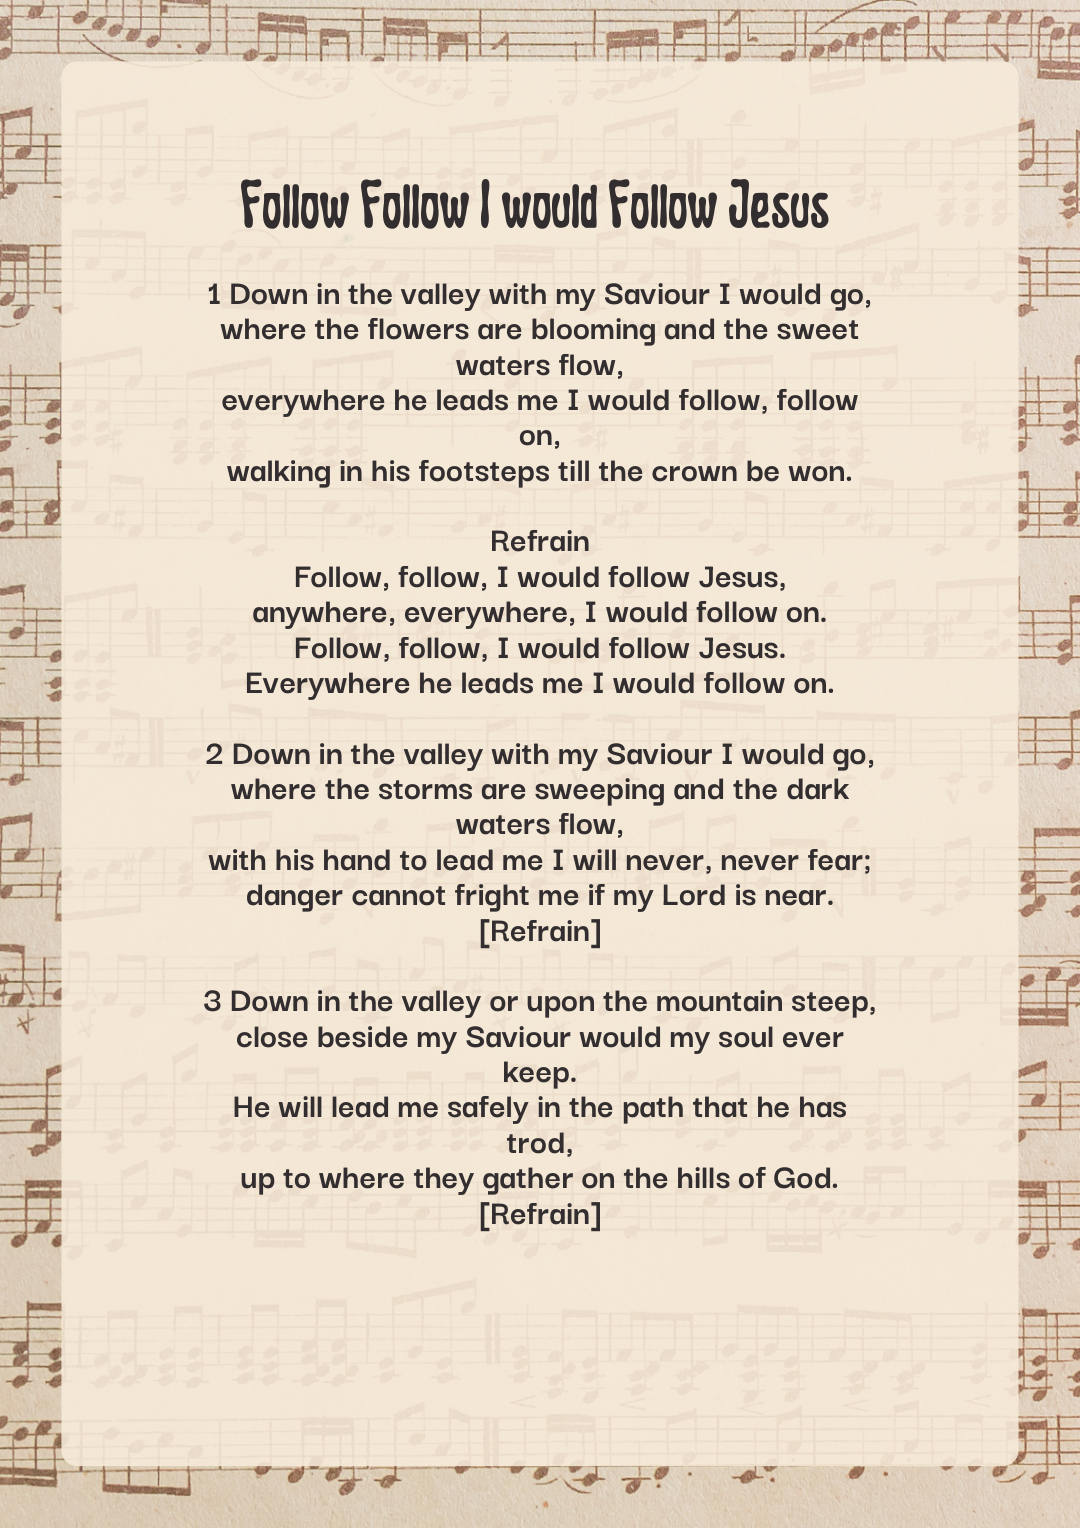 Follow Follow I would Follow Jesus
1 Down in the valley with my Saviour I would go,
where the flowers are blooming and the sweet
waters flow,
everywhere he leads me I would follow, follow
on,
walking in his footsteps till the crown be won.
Refrain
Follow, follow, I would follow Jesus,
anywhere, everywhere, I would follow on.
Follow, follow, I would follow Jesus.
Everywhere he leads me I would follow on.
2 Down in the valley with my Saviour I would go,
where the storms are sweeping and the dark
waters flow,
with his hand to lead me I will never, never fear;
danger cannot fright me if my Lord is near.
[Refrain]
3 Down in the valley or upon the mountain steep,
close beside my Saviour would my soul ever
keep.
He will lead me safely in the path that he has
trod,
up to where they gather on the hills of God.
[Refrain]